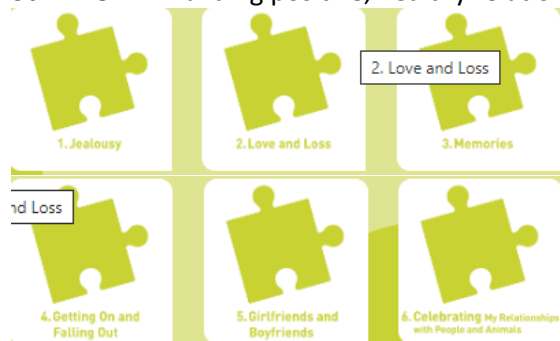 2. Love and Loss
1. Jealousy
2. Love and Loss
3. Memories
nd Loss
4. Getting On and
Falling Out
5. Girlfriends and
Boyfriends
6. Celebrating My Relationships
with People and Animals